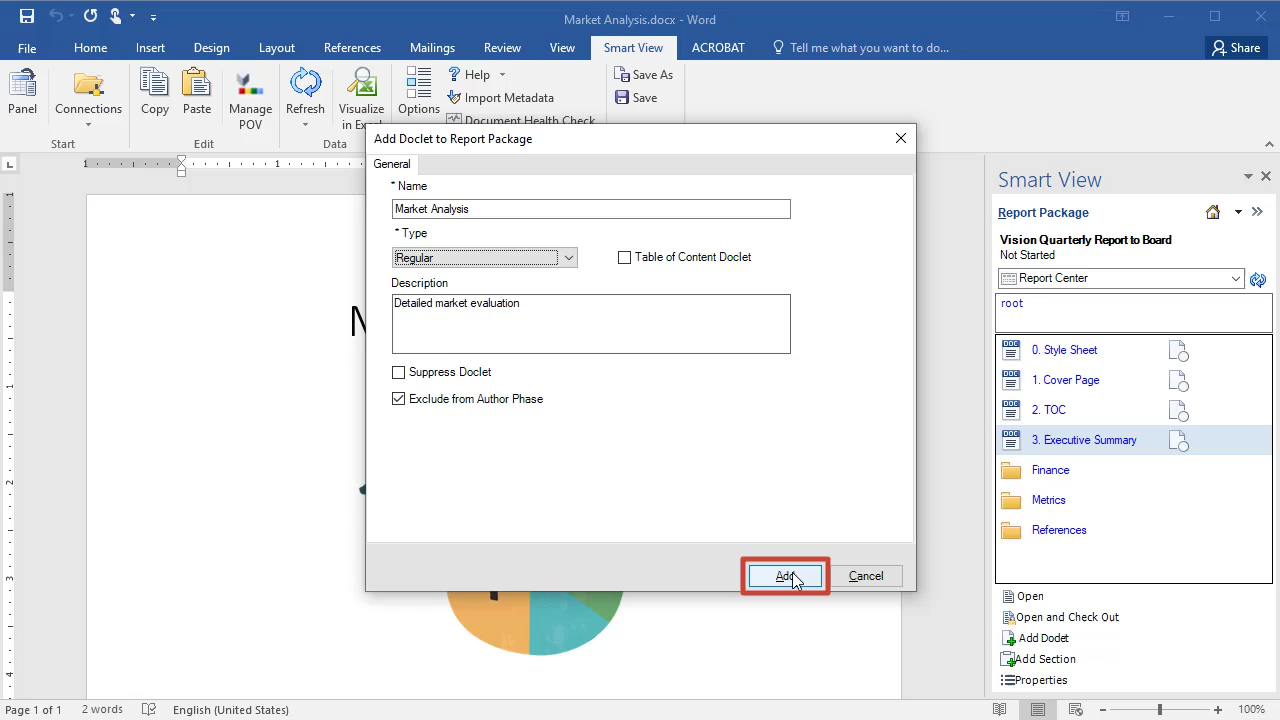 Market Analysis.docx - Word
File Home Insert Design Layout References Mailings Review View Smart View ACROBAT Tell me what you want to do... Share
Panel
Connections
Copy
Paste
Manage POV
Refresh
Visualize in Excel
Options
Help
Import Metadata
Document Health Check
Save As
Save
Start
Edit
Data
Add Doclet to Report Package
General
* Name
Market Analysis
* Type
Regular
Table of Content Doclet
Description
Detailed market evaluation
Suppress Doclet
Exclude from Author Phase
Add
Cancel
Smart View
Report Package
Vision Quarterly Report to Board
Not Started
Report Center
root
DOC 0. Style Sheet
DOC 1. Cover Page
DOC 2. TOC
DOC 3. Executive Summary
Finance
Metrics
References
Open
Open and Check Out
Add Doclet
Add Section
Properties
Page 1 of 1 2 words English (United States) 100%